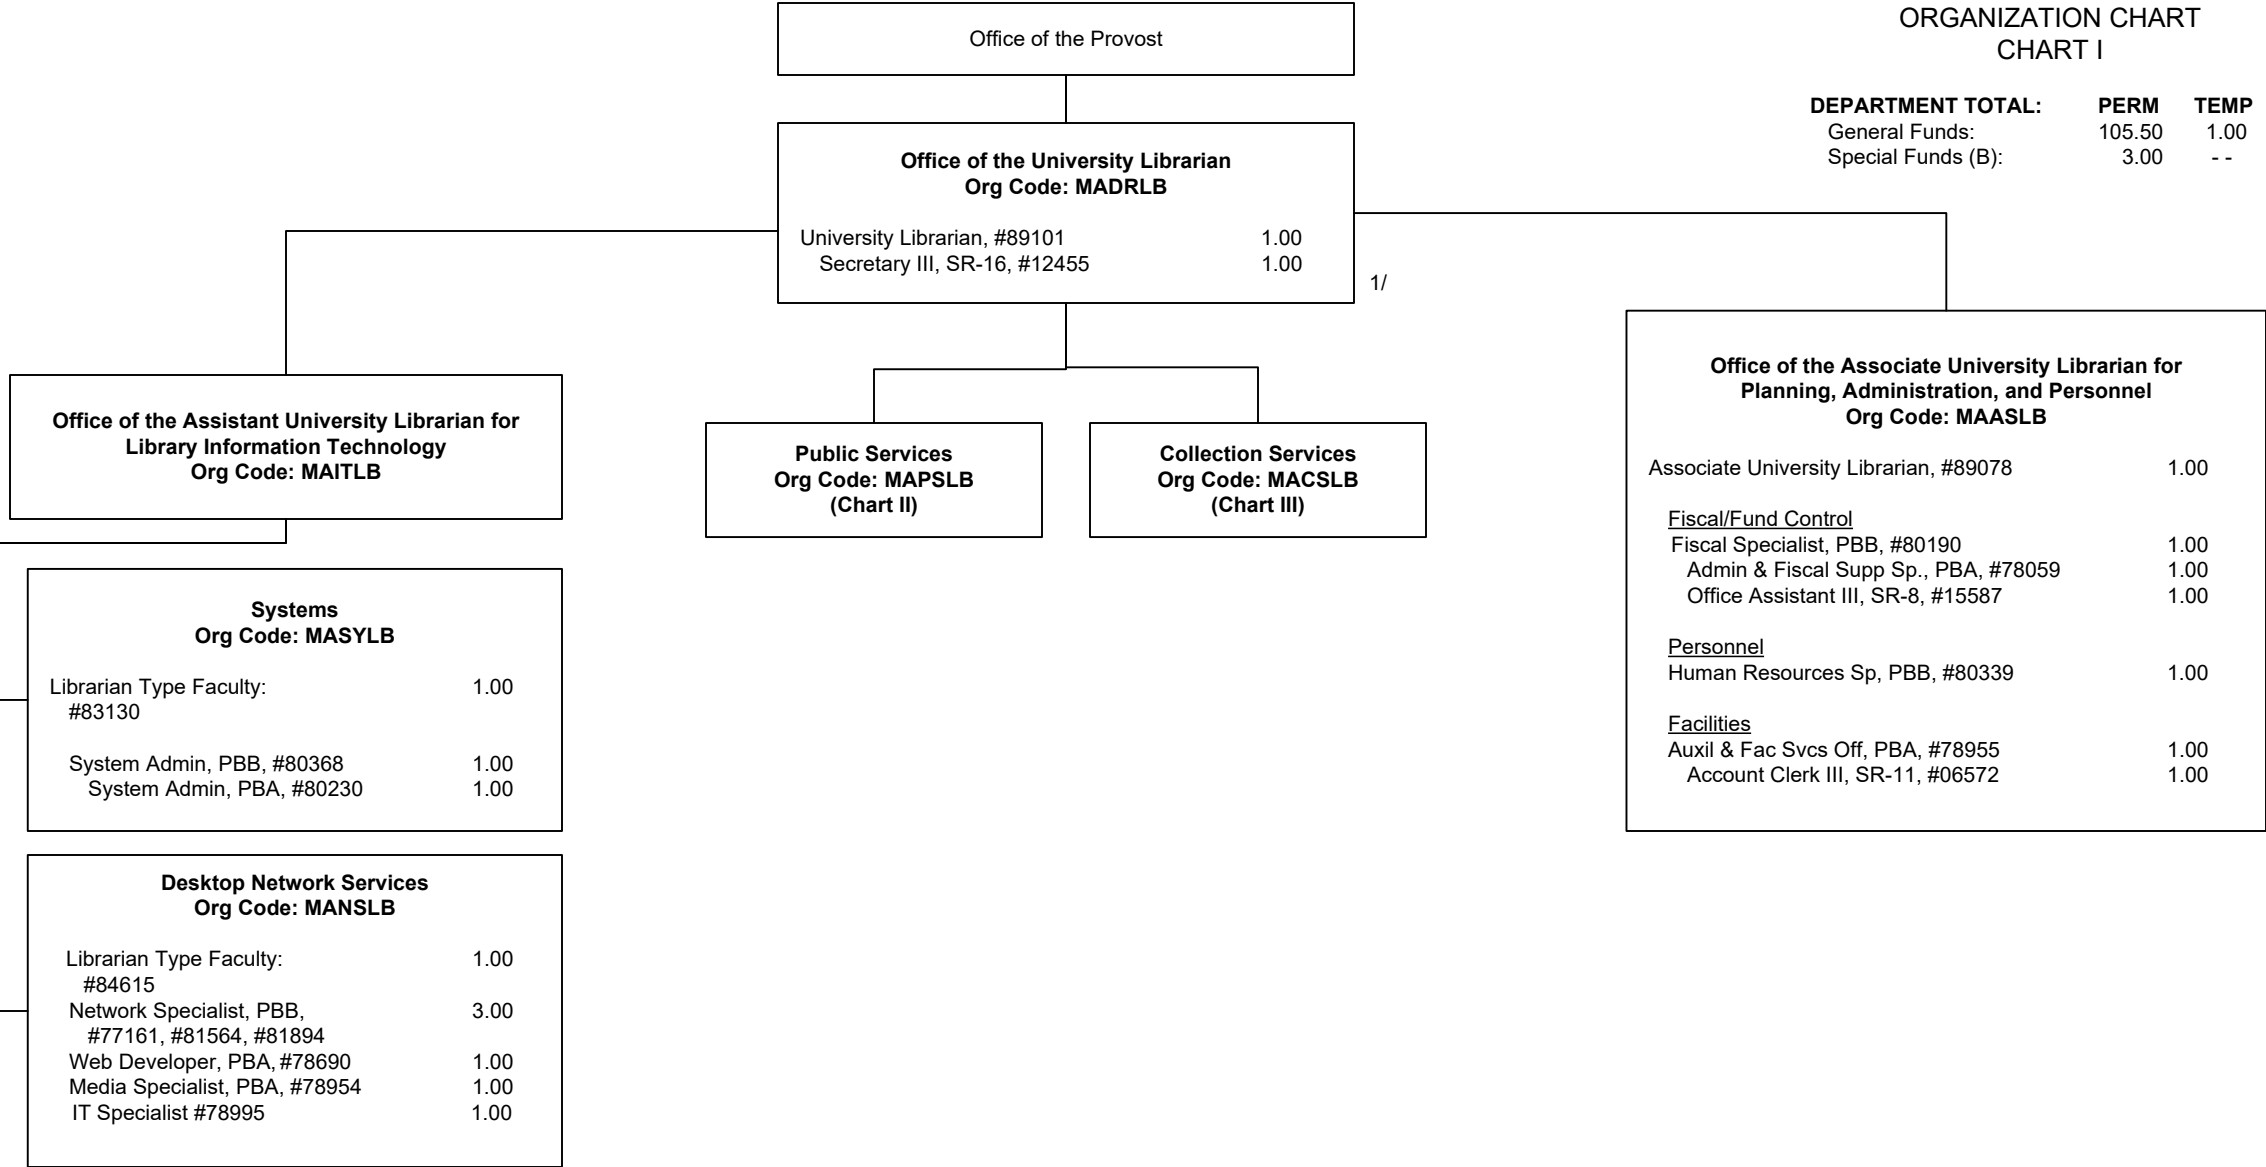 ORGANIZATION CHART
CHART I
DEPARTMENT TOTAL: PERM TEMP
General Funds: 105.50 1.00
Special Funds (B): 3.00 - -
Office of the Provost
Office of the University Librarian
Org Code: MADRLB
University Librarian, #89101 1.00
Secretary III, SR-16, #12455 1.00
1/
Office of the Assistant University Librarian for
Library Information Technology
Org Code: MAITLB
Systems
Org Code: MASYLB
Librarian Type Faculty: 1.00
#83130
System Admin, PBB, #80368 1.00
System Admin, PBA, #80230 1.00
Desktop Network Services
Org Code: MANSLB
Librarian Type Faculty: 1.00
#84615
Network Specialist, PBB, 3.00
#77161, #81564, #81894
Web Developer, PBA, #78690 1.00
Media Specialist, PBA, #78954 1.00
IT Specialist #78995 1.00
Public Services
Org Code: MAPSLB
(Chart II)
Collection Services
Org Code: MACSLB
(Chart III)
Office of the Associate University Librarian for
Planning, Administration, and Personnel
Org Code: MAASLB
Associate University Librarian, #89078 1.00
Fiscal/Fund Control
Fiscal Specialist, PBB, #80190 1.00
Admin & Fiscal Supp Sp., PBA, #78059 1.00
Office Assistant III, SR-8, #15587 1.00
Personnel
Human Resources Sp, PBB, #80339 1.00
Facilities
Auxil & Fac Svcs Off, PBA, #78955 1.00
Account Clerk III, SR-11, #06572 1.00